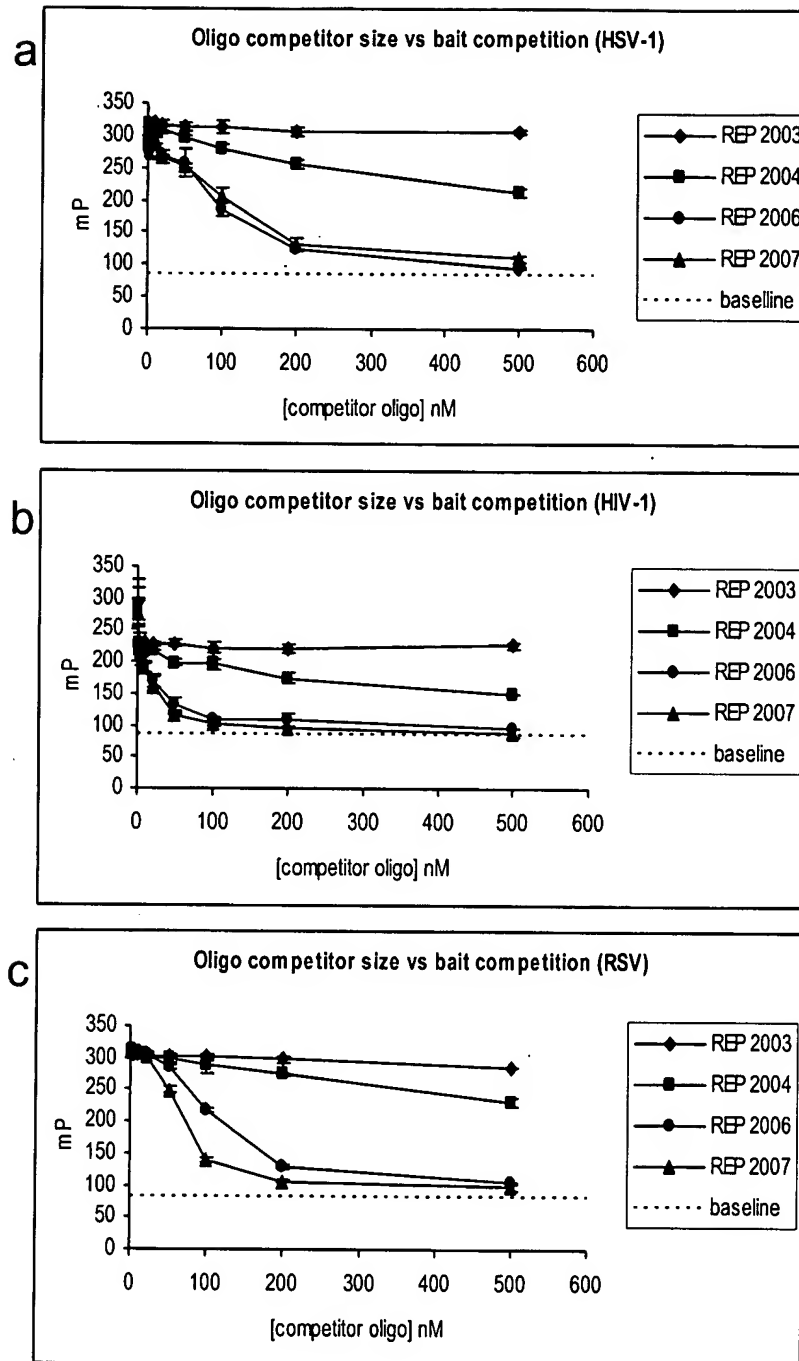 a
Oligo competitor size vs bait competition (HSV-1)
350
300
250
200
150
100
50
0
mP
0
100
200
300
400
500
600
[competitor oligo] nM
REP 2003
REP 2004
REP 2006
REP 2007
baselline
b
Oligo competitor size vs bait competition (HIV-1)
350
300
250
200
150
100
50
0
mP
0
100
200
300
400
500
600
[competitor oligo] nM
REP 2003
REP 2004
REP 2006
REP 2007
baseline
c
Oligo competitor size vs bait competition (RSV)
350
300
250
200
150
100
50
0
mP
0
100
200
300
400
500
600
[competitor oligo] nM
REP 2003
REP 2004
REP 2006
REP 2007
baseline